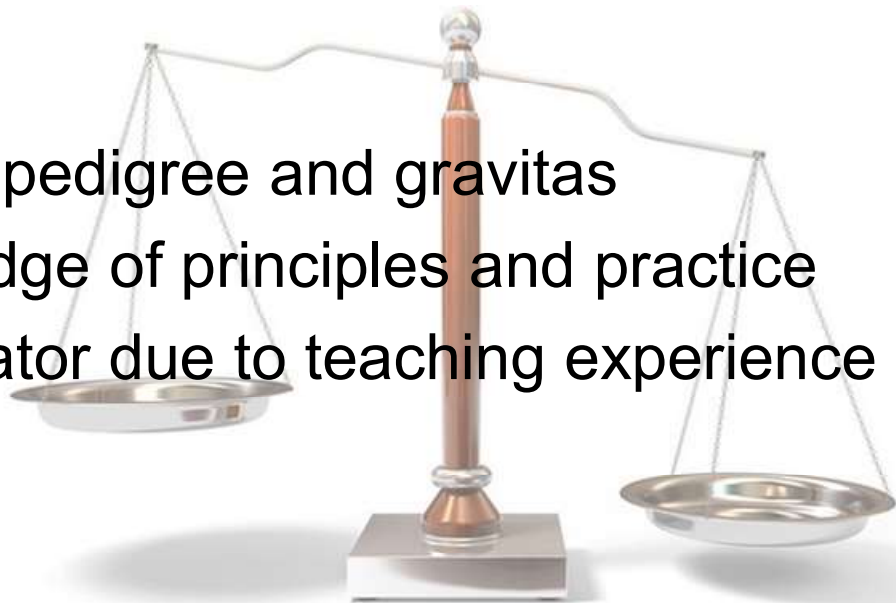 pedigree and gravitas
dge of principles and practice
ator due to teaching experience